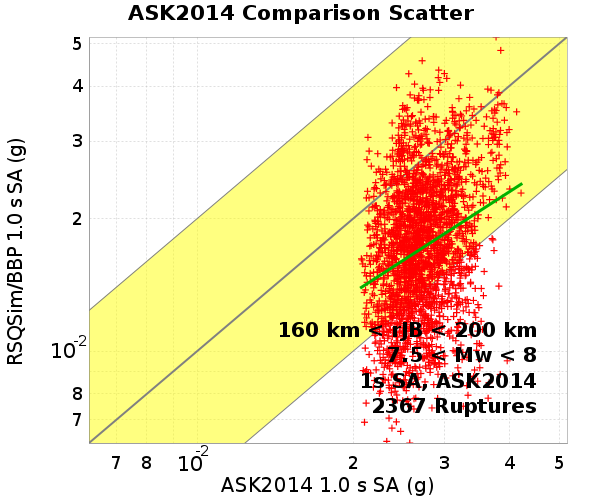 ASK2014 Comparison Scatter
RSQSim/BBP 1.0 s SA (g)
5
4
3
2
10-2
8
7
160 km < rJB < 200 km
7.5 < Mw < 8
1s SA, ASK2014
2367 Ruptures
7 8 10-2 2 3 4 5
ASK2014 1.0 s SA (g)